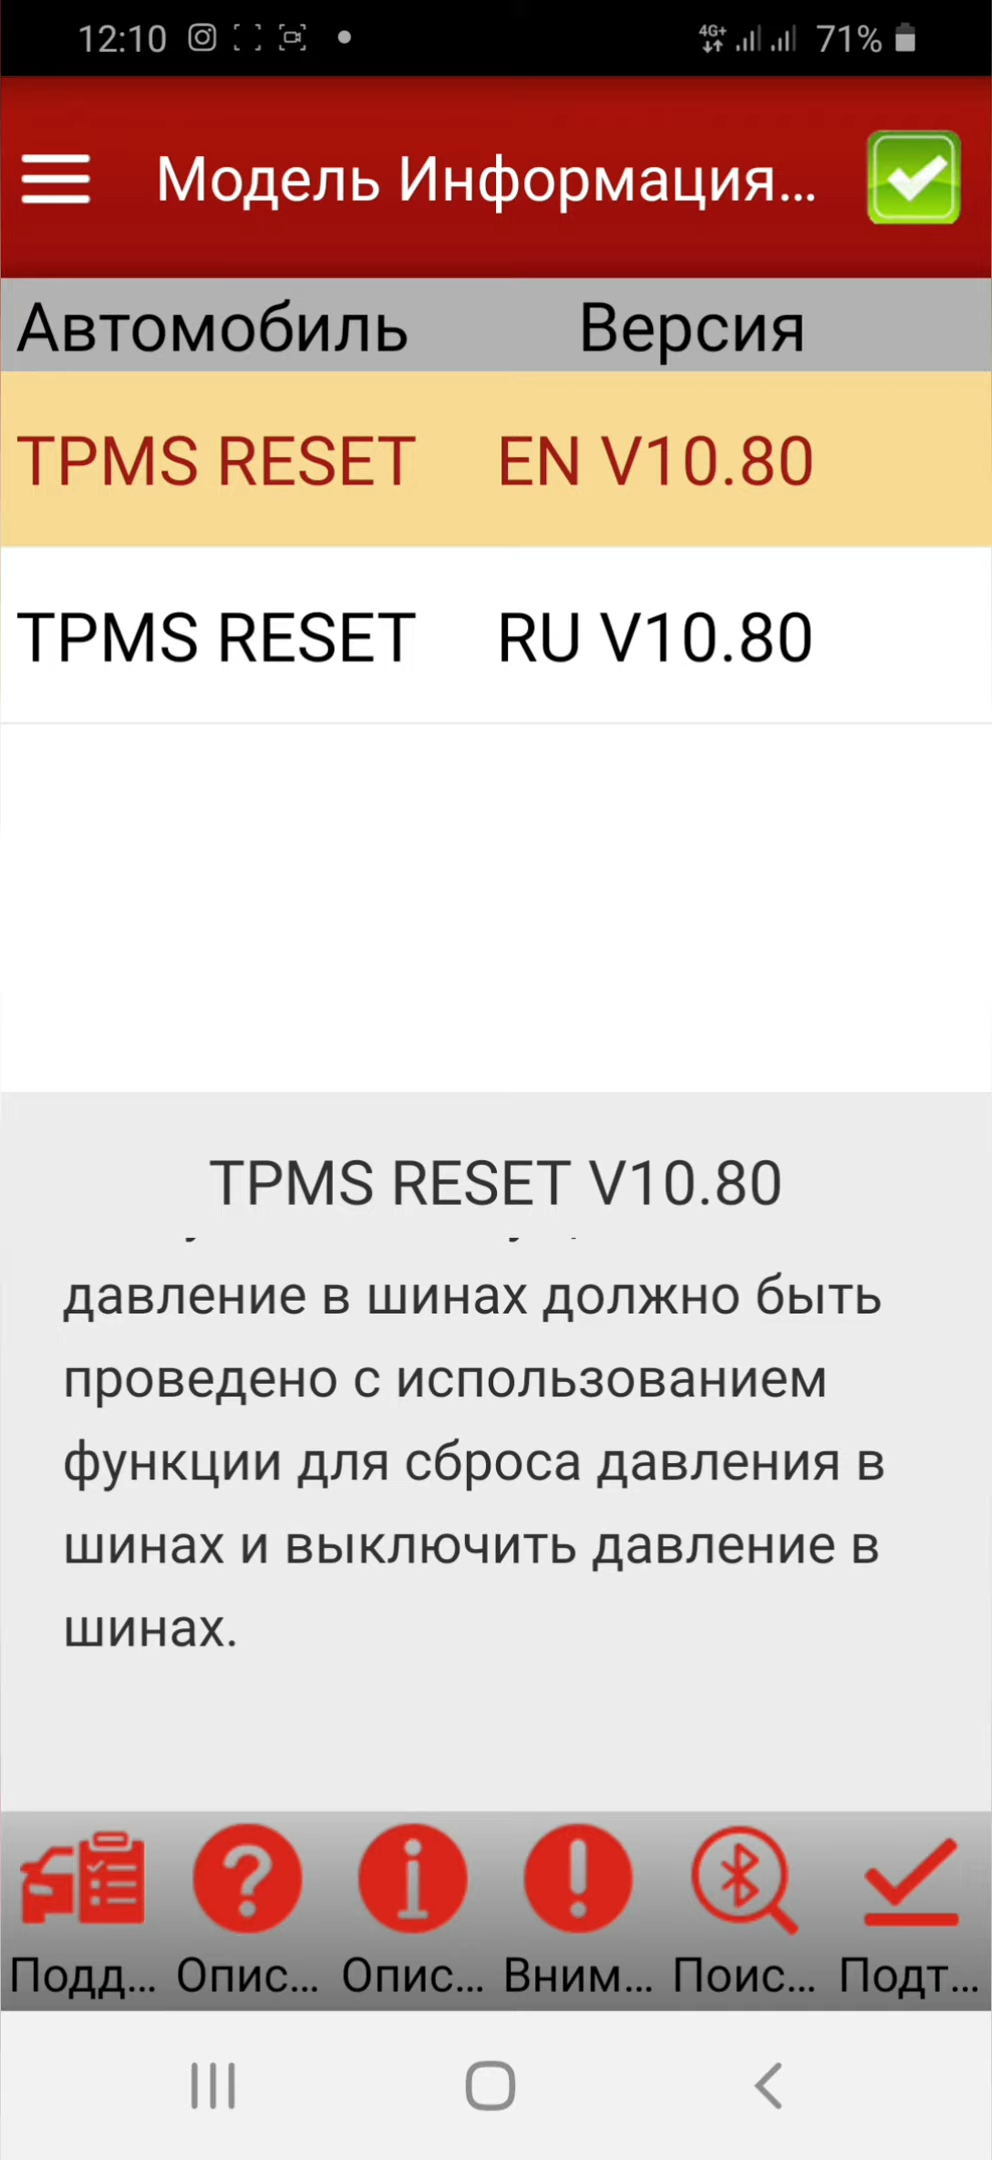 12:10
4G+ 71%
Модель Информация...
Автомобиль Версия
TPMS RESET EN V10.80
TPMS RESET RU V10.80
TPMS RESET V10.80
давление в шинах должно быть
проведено с использованием
функции для сброса давления в
шинах и выключить давление в
шинах.
Подд... Опис... Опис... Вним... Поис... Подт...